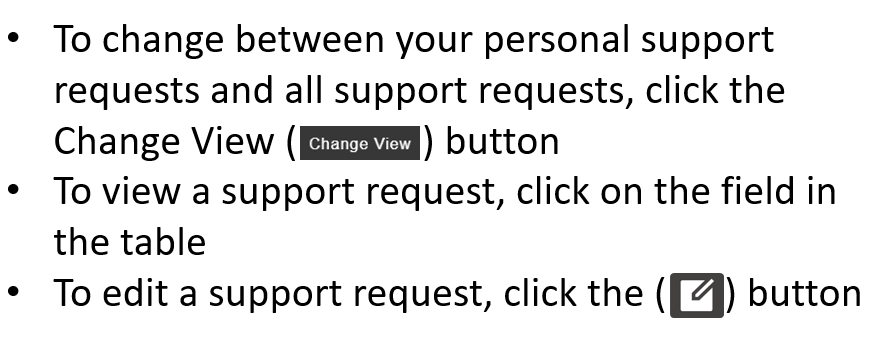 • To change between your personal support
requests and all support requests, click the
Change View (Change View) button
• To view a support request, click on the field in
the table
• To edit a support request, click the () button